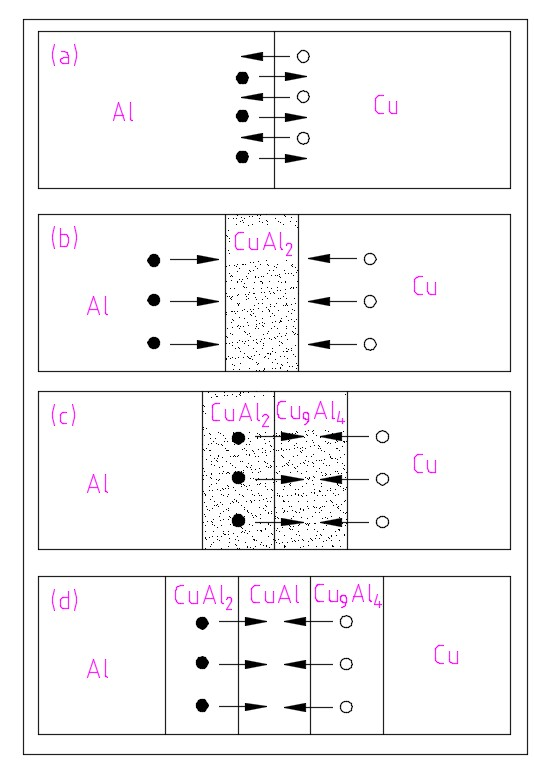 (a)
Al
Cu
(b)
CuAl₂
Al
Cu
(c)
CuAl₂ Cu₉Al₄
Al
Cu
(d)
CuAl₂ CuAl Cu₉Al₄
Al
Cu